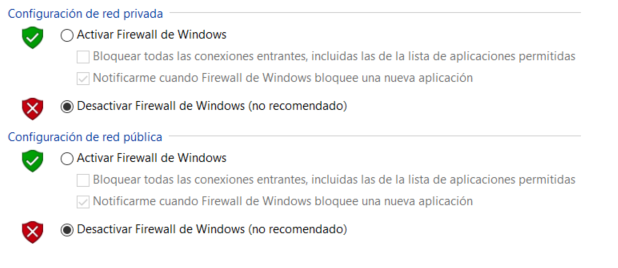 Configuración de red privada
Activar Firewall de Windows
Bloquear todas las conexiones entrantes, incluidas las de la lista de aplicaciones permitidas
Notificarme cuando Firewall de Windows bloquee una nueva aplicación
Desactivar Firewall de Windows (no recomendado)
Configuración de red pública
Activar Firewall de Windows
Bloquear todas las conexiones entrantes, incluidas las de la lista de aplicaciones permitidas
Notificarme cuando Firewall de Windows bloquee una nueva aplicación
Desactivar Firewall de Windows (no recomendado)